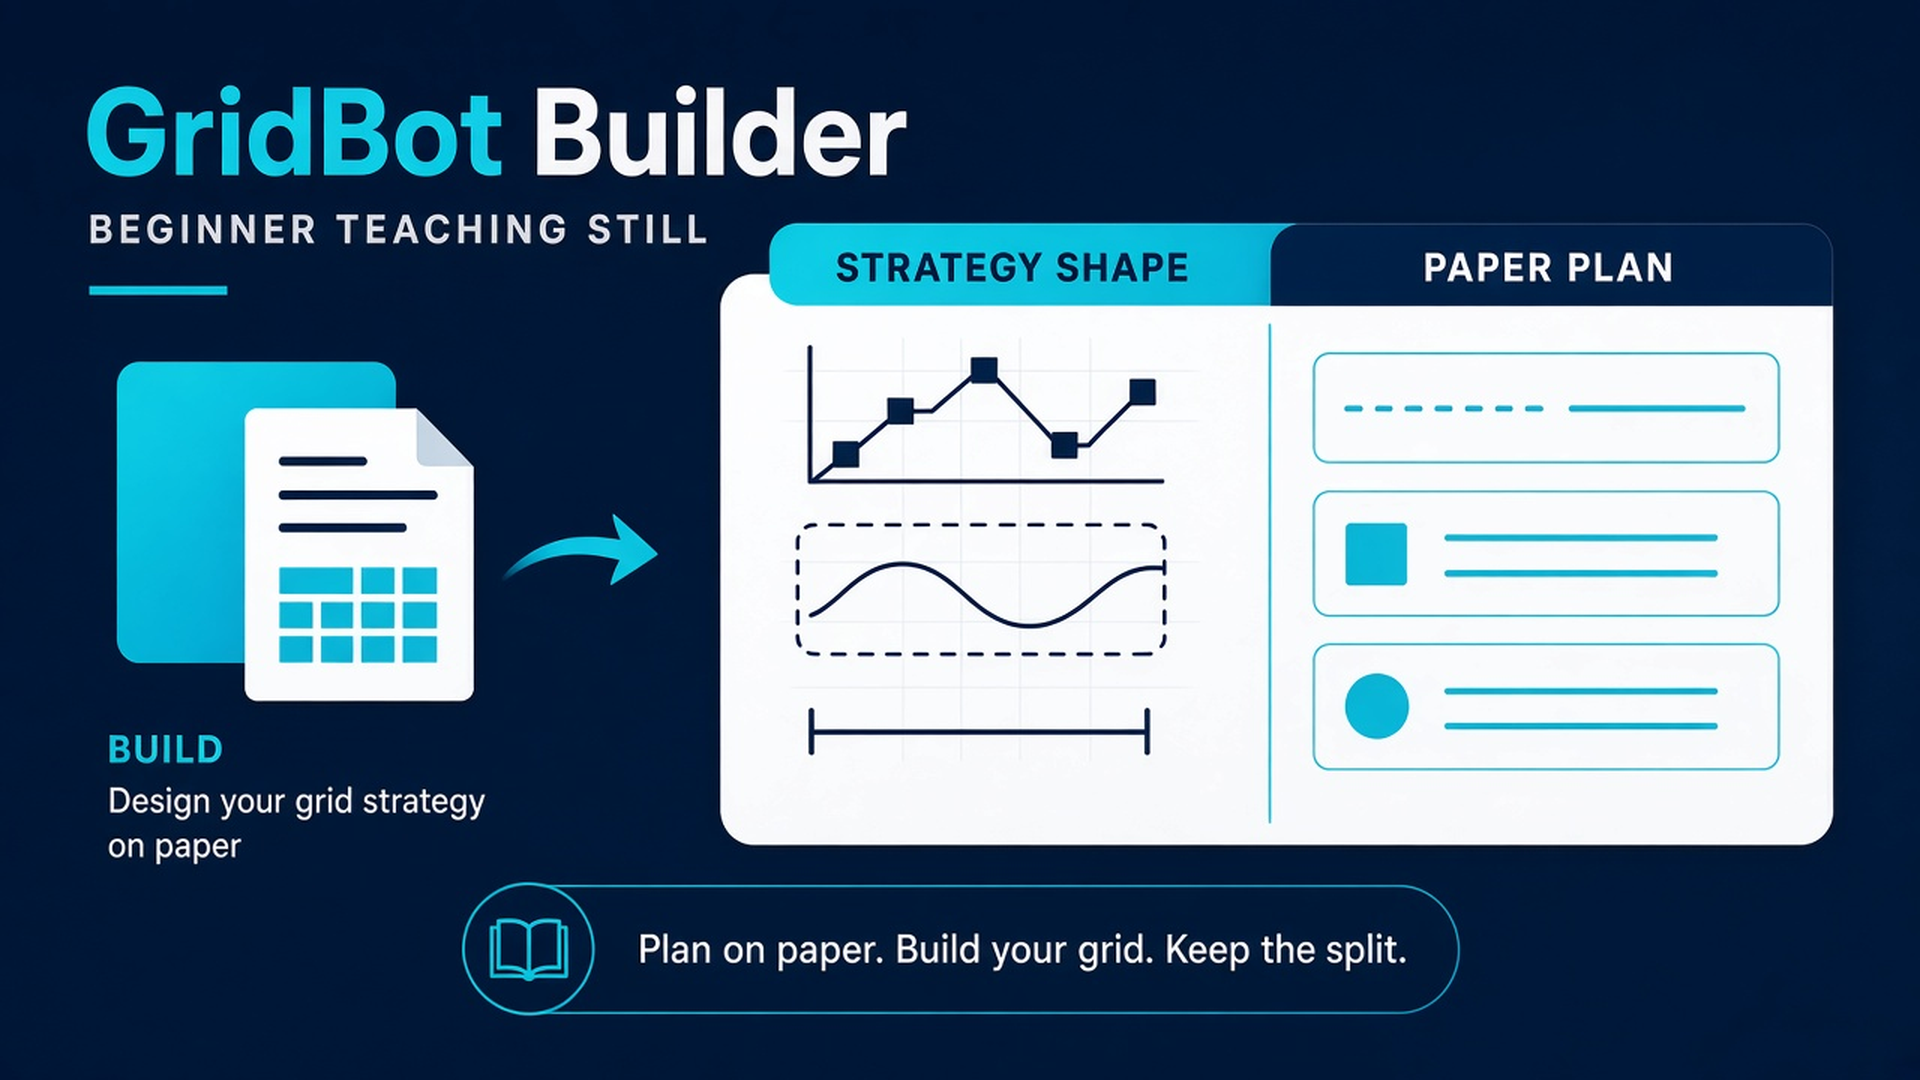 GridBot Builder
BEGINNER TEACHING STILL
STRATEGY SHAPE
PAPER PLAN
BUILD
Design your grid strategy
on paper
Plan on paper. Build your grid. Keep the split.